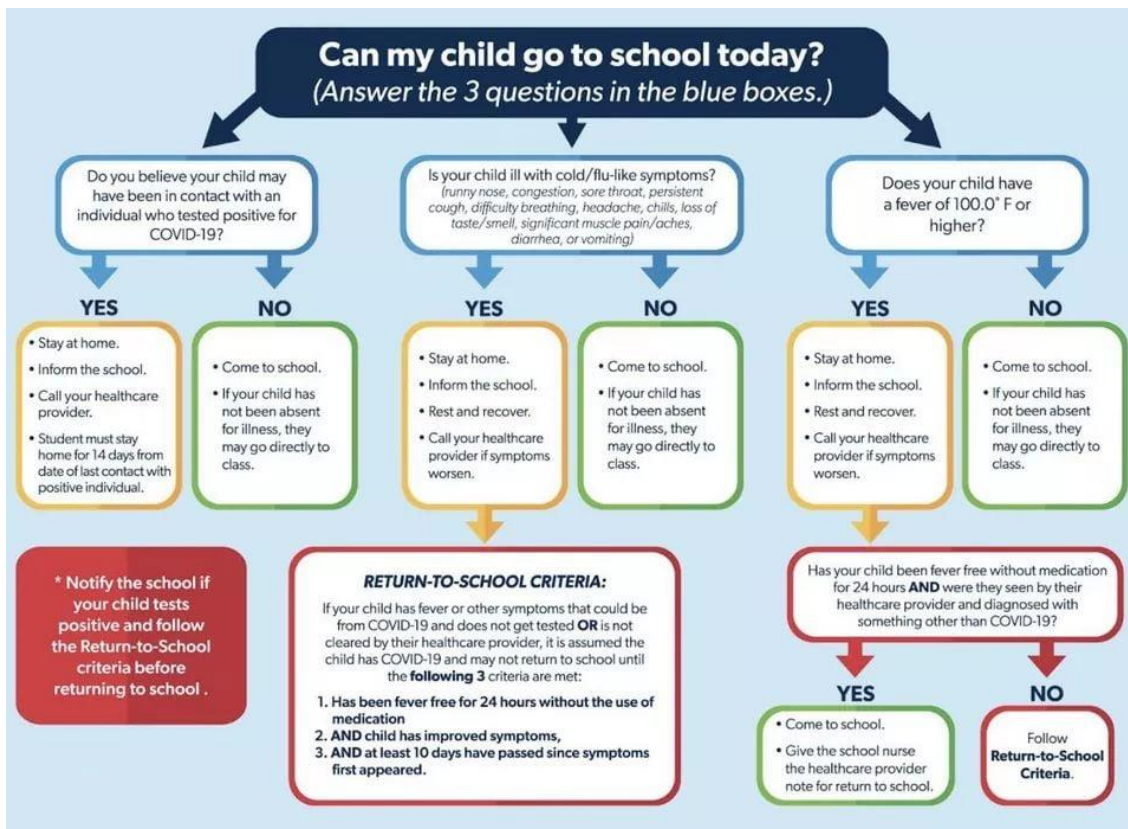 Can my child go to school today?
(Answer the 3 questions in the blue boxes.)
Do you believe your child may
have been in contact with an
individual who tested positive for
COVID-19?
YES
• Stay at home.
• Inform the school.
• Call your healthcare
provider.
• Student must stay
home for 14 days from
date of last contact with
positive individual.
NO
• Come to school.
• If your child has
not been absent
for illness, they
may go directly to
class.
* Notify the school if
your child tests
positive and follow
the Return-to-School
criteria before
returning to school .
Is your child ill with cold/flu-like symptoms?
(runny nose, congestion, sore throat, persistent
cough, difficulty breathing, headache, chills, loss of
taste/smell, significant muscle pain/aches,
diarrhea, or vomiting)
YES
• Stay at home.
• Inform the school.
• Rest and recover.
• Call your healthcare
provider if symptoms
worsen.
NO
• Come to school.
• If your child has
not been absent
for illness, they
may go directly to
class.
RETURN-TO-SCHOOL CRITERIA:
If your child has fever or other symptoms that could be
from COVID-19 and does not get tested OR is not
cleared by their healthcare provider, it is assumed the
child has COVID-19 and may not return to school until
the following 3 criteria are met:
1. Has been fever free for 24 hours without the use of
medication
2. AND child has improved symptoms,
3. AND at least 10 days have passed since symptoms
first appeared.
Does your child have
a fever of 100.0° F or
higher?
YES
• Stay at home.
• Inform the school.
• Rest and recover.
• Call your healthcare
provider if symptoms
worsen.
NO
• Come to school.
• If your child has
not been absent
for illness, they
may go directly to
class.
Has your child been fever free without medication
for 24 hours AND were they seen by their
healthcare provider and diagnosed with
something other than COVID-19?
YES
• Come to school.
• Give the school nurse
the healthcare provider
note for return to school.
NO
Follow
Return-to-School
Criteria.